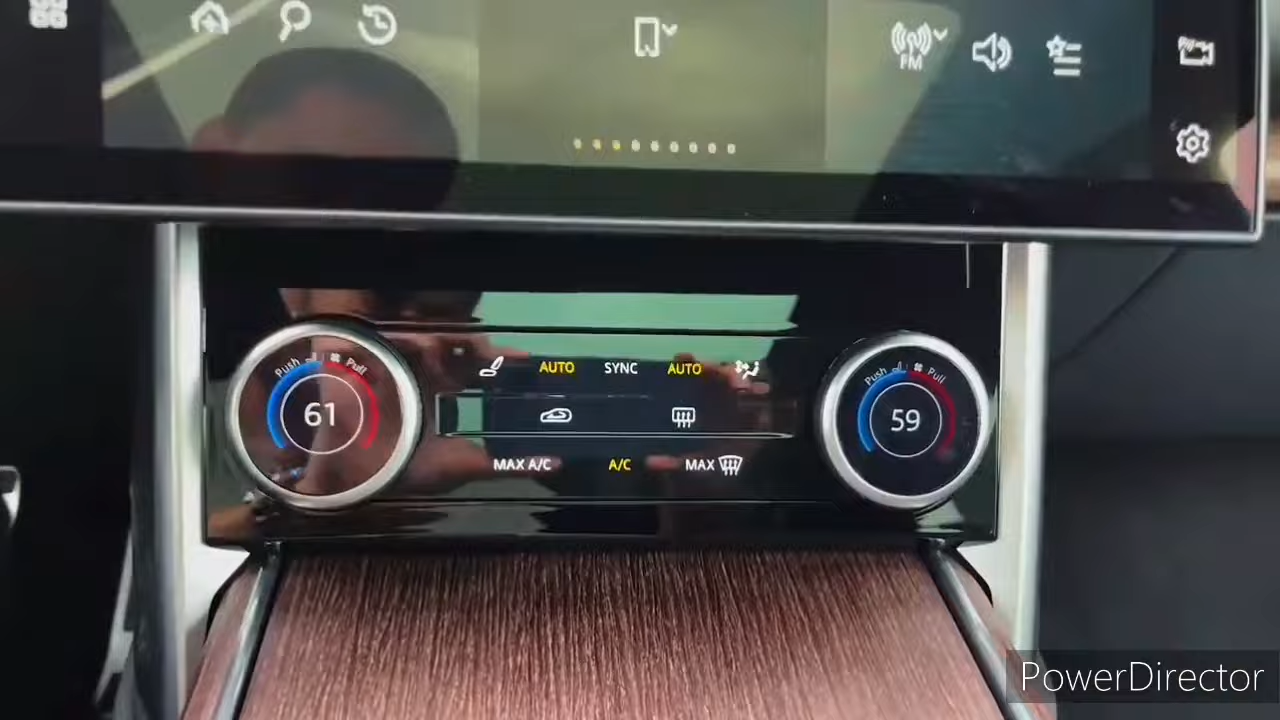 FM
Push Pull
Push Pull
AUTO SYNC AUTO
61
59
MAX A/C A/C MAX
PowerDirector